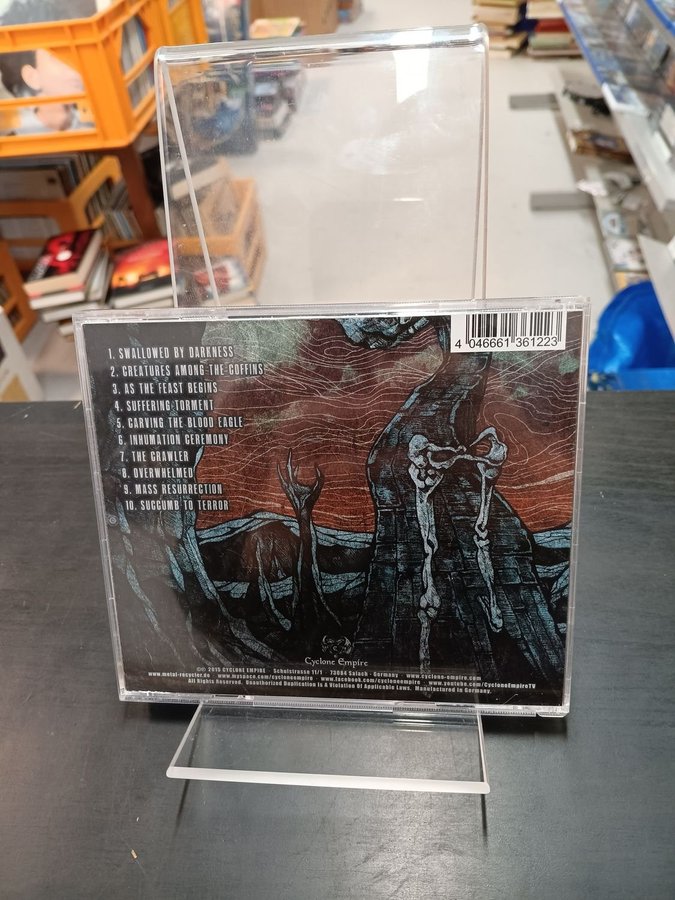 4 046661 361223
1. SWALLOWED BY DARKNESS
2. CREATURES AMONG THE COFFINS
3. AS THE FEAST BEGINS
4. SUFFERING TORMENT
5. CARVING THE BLOOD EAGLE
6. INHUMATION CEREMONY
7. THE CRAWLER
8. OVERWHELMED
9. MASS RESURRECTION
10. SUCCUMB TO TERROR
Cyclone Empire
℗© 2015 CYCLONE EMPIRE · Schulstrasse 11/1 · 73084 Salach · Germany · www.cyclone-empire.com
www.metal-recycler.de · www.myspace.com/cycloneempire · www.facebook.com/cycloneempire · www.youtube.com/CycloneEmpireTV
All Rights Reserved. Unauthorized Duplication Is A Violation Of Applicable Laws. Manufactured in Germany.